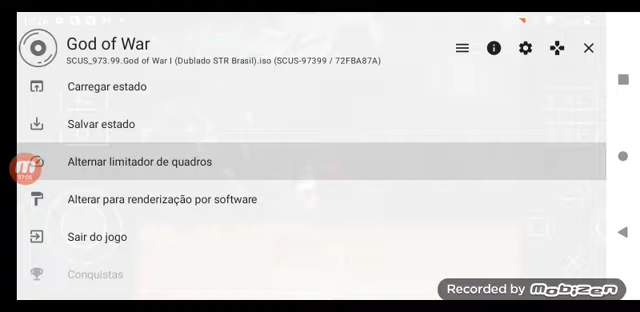 God of War
SCUS_973.99.God of War I (Dublado STR Brasil).iso (SCUS-97399 / 72FBA87A)
Carregar estado
Salvar estado
Alternar limitador de quadros
Alterar para renderização por software
Sair do jogo
Conquistas
Recorded by Mobizen